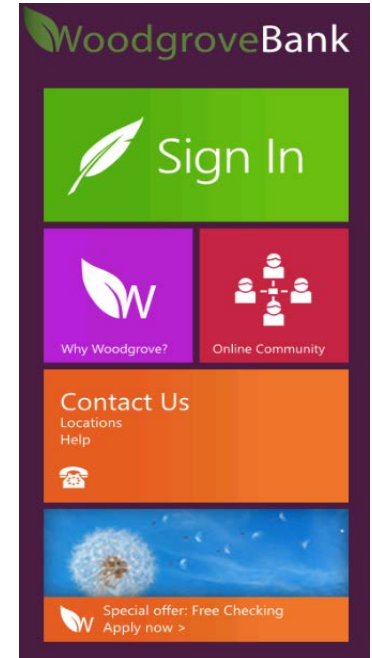 WoodgroveBank
Sign In
W
Why Woodgrove?
Online Community
Contact Us
Locations
Help
W
Special offer: Free Checking
Apply now >